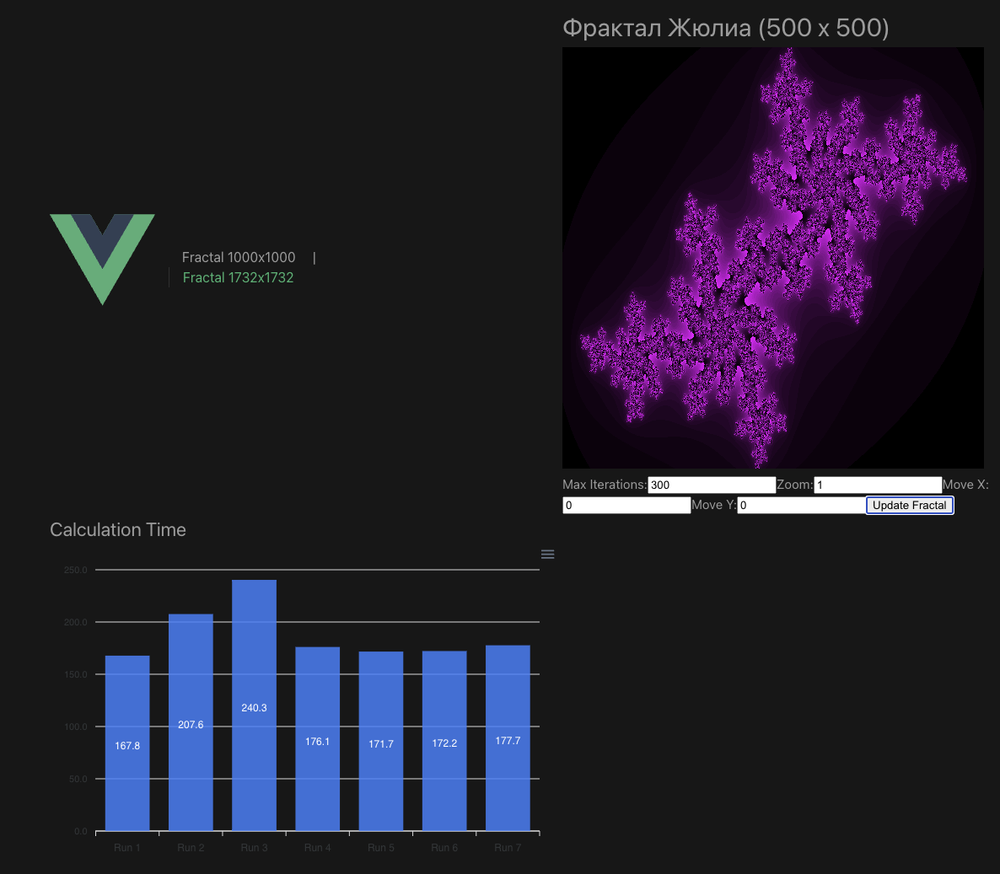 Фрактал Жюлиа (500 x 500)
Fractal 1000x1000 |
Fractal 1732x1732
Max Iterations: 300 Zoom: 1 Move X:
0 Move Y: 0 Update Fractal
Calculation Time
250.0
200.0
150.0
100.0
50.0
0.0
167.8
207.6
240.3
176.1
171.7
172.2
177.7
Run 1 Run 2 Run 3 Run 4 Run 5 Run 6 Run 7